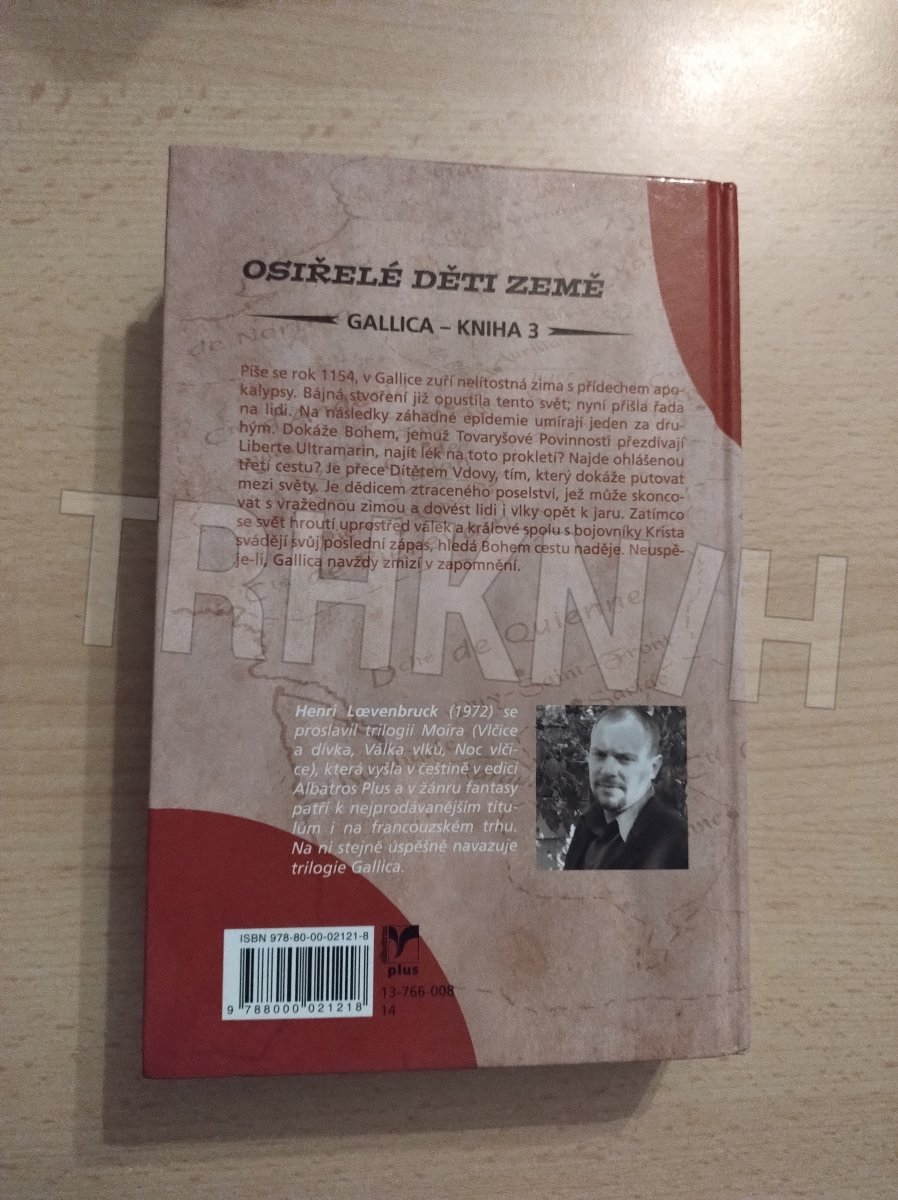 OSIŘELÉ DĚTI ZEMĚ
GALLICA – KNIHA 3
Píše se rok 1154, v Gallice zuří nelítostná zima s přídechem apo-
kalypsy. Bájná stvoření již opustila tento svět; nyní přišla řada
na lidi. Na následky záhadné epidemie umírají jeden za dru-
hým. Dokáže Bohem, jemuž Tovaryšové Povinnosti přezdívají
Liberte Ultramarin, najít lék na toto prokletí? Najde ohlášenou
třetí cestu? Je přece Dítětem Vdovy, tím, který dokáže putovat
mezi světy. Je dědicem ztraceného poselství, jež může skonco-
vat s vražednou zimou a dovést lidi i vlky opět k jaru. Zatímco
se svět hroutí uprostřed válek a králové spolu s bojovníky Krista
svádějí svůj poslední zápas, hledá Bohem cestu naděje. Neuspě-
je-li, Gallica navždy zmizí v zapomnění.
TRHKNIH
de Quienne
Henri Lœvenbruck (1972) se
proslavil trilogií Moira (Vlčice
a dívka, Válka vlků, Noc vlči-
ce), která vyšla v češtině v edici
Albatros Plus a v žánru fantasy
patří k nejprodávanějším titu-
lům i na francouzském trhu.
Na ni stejně úspěšně navazuje
trilogie Gallica.
ISBN 978-80-00-02121-8
9 788000 021218
albatros
plus
13-766-008
14